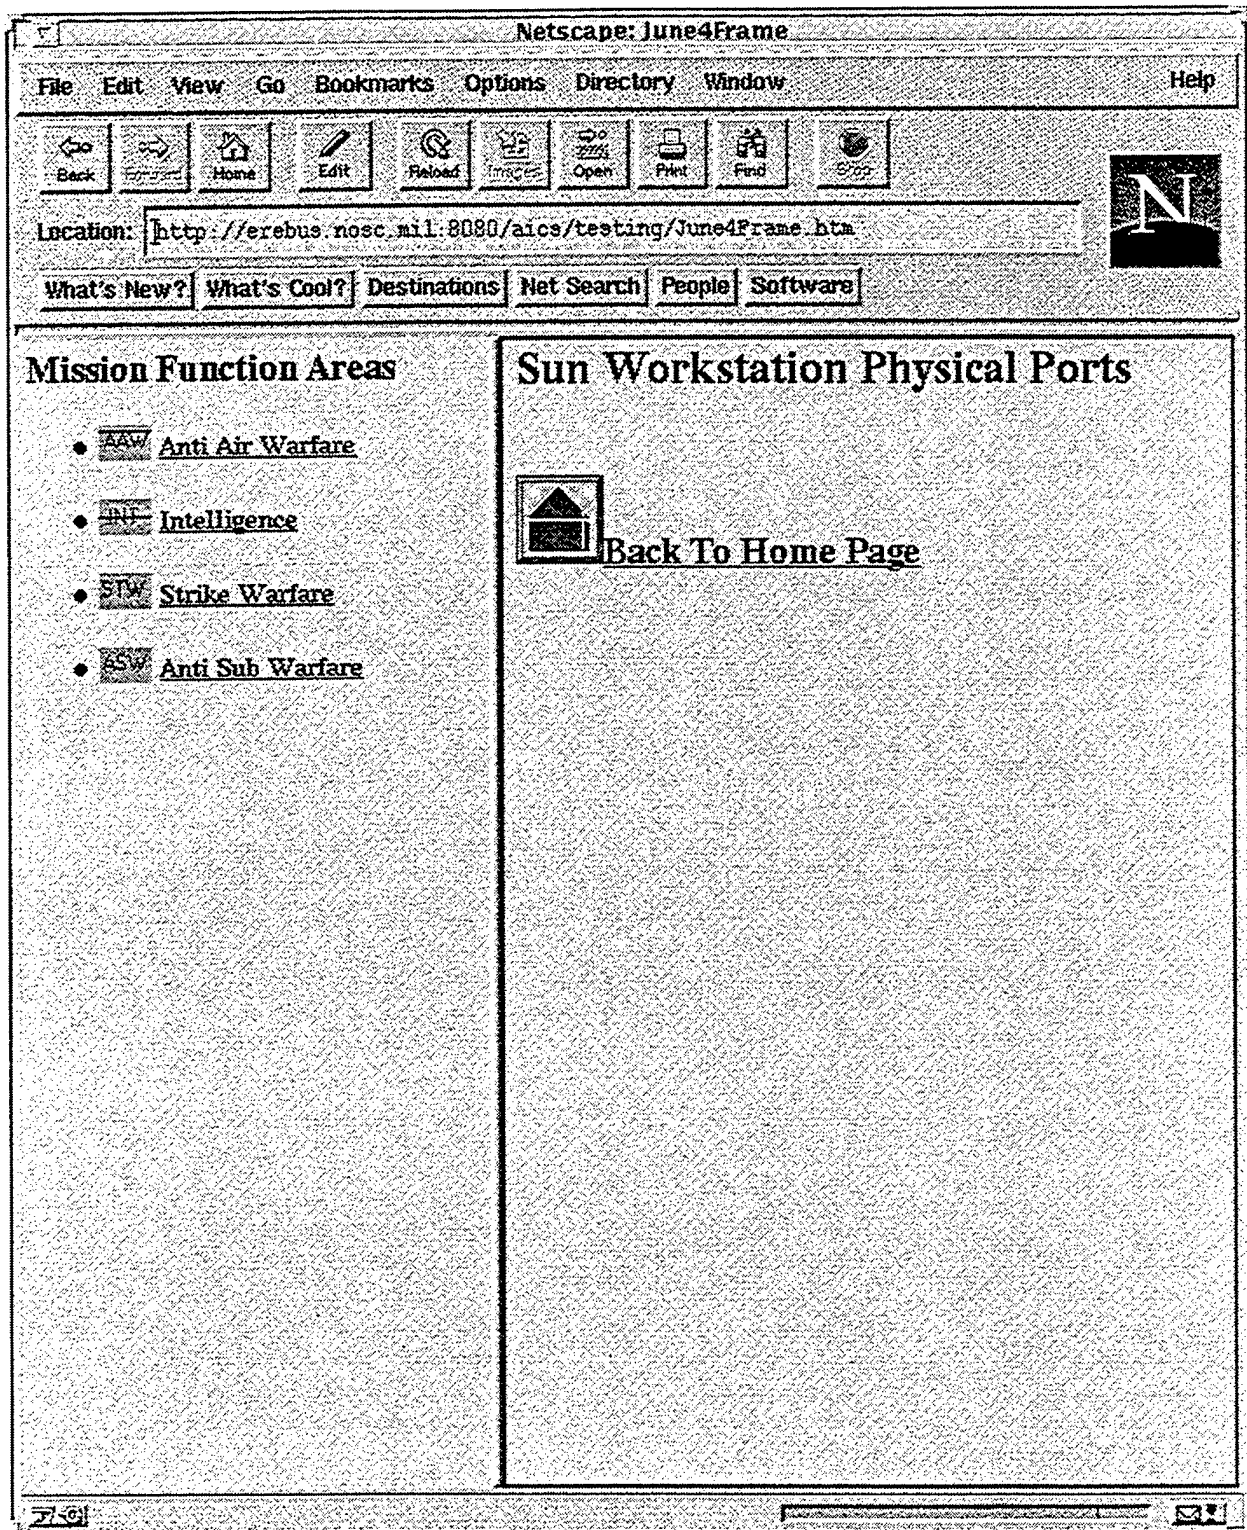 Netscape: June4Frame
File Edit View Go Bookmarks Options Directory Window Help
Back Forward Home Edit Reload Images Open Print Find Stop
N
Location: http://erebus.nosc.mil:8080/aics/testing/June4Frame.htm
What's New? What's Cool? Destinations Net Search People Software
Mission Function Areas
Sun Workstation Physical Ports
AAW Anti Air Warfare
INT Intelligence
Back To Home Page
STW Strike Warfare
ASW Anti Sub Warfare